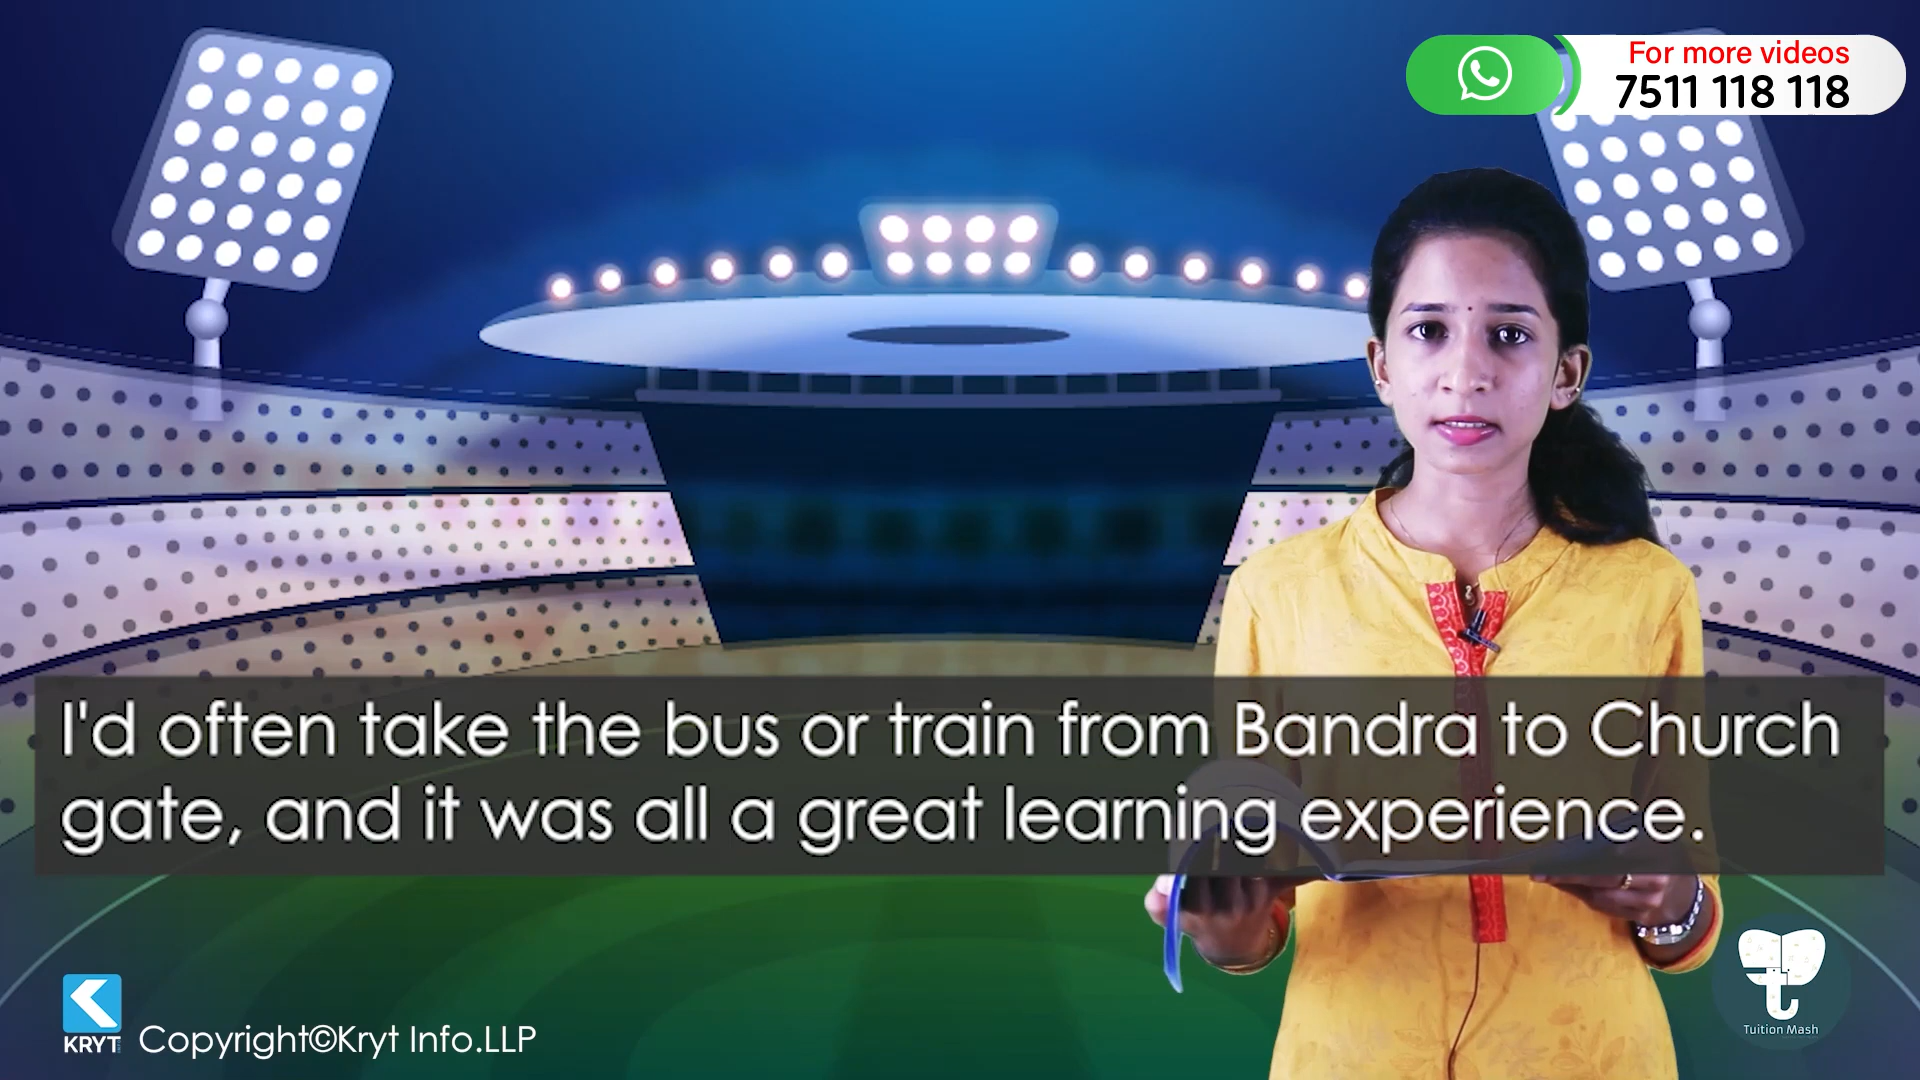 For more videos
7511 118 118
I'd often take the bus or train from Bandra to Church
gate, and it was all a great learning experience.
KRYT
Copyright©Kryt Info.LLP
Tuition Mash